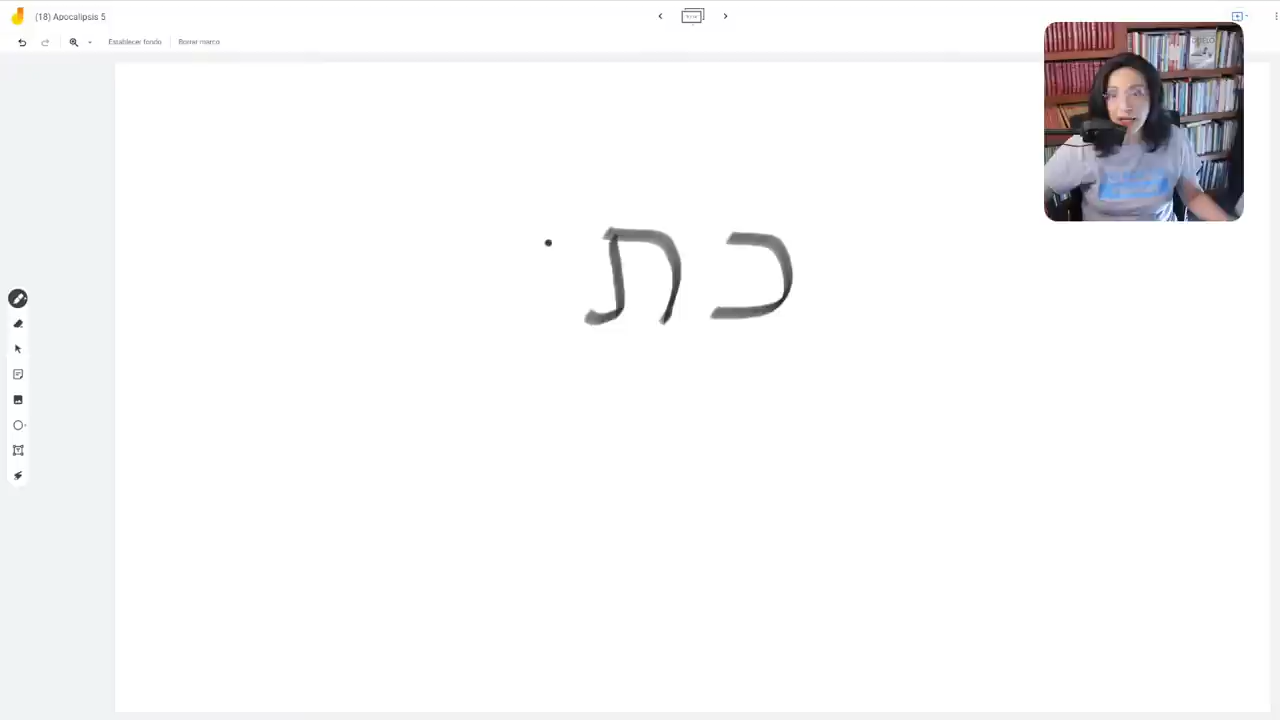 (18) Apocalipsis 5
Establecer fondo Borrar marco
כת